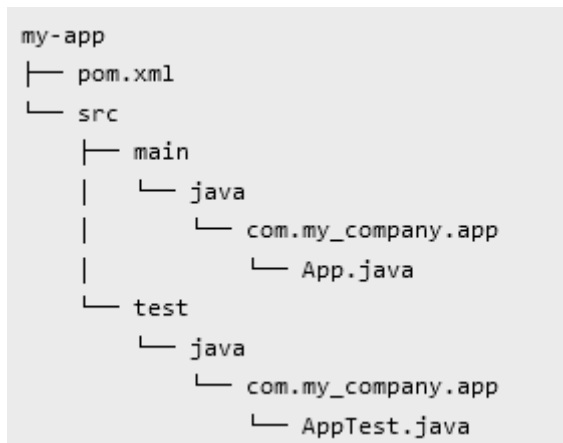 my-app
├── pom.xml
└── src
    ├── main
    │   └── java
    │       └── com.my_company.app
    │           └── App.java
    └── test
        └── java
            └── com.my_company.app
                └── AppTest.java